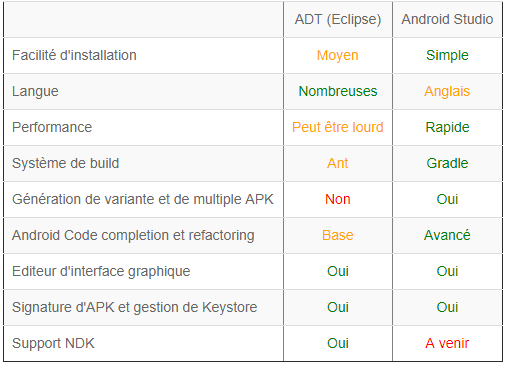 ADT (Eclipse) Android Studio
Facilité d'installation Moyen Simple
Langue Nombreuses Anglais
Performance Peut être lourd Rapide
Système de build Ant Gradle
Génération de variante et de multiple APK Non Oui
Android Code completion et refactoring Base Avancé
Editeur d'interface graphique Oui Oui
Signature d'APK et gestion de Keystore Oui Oui
Support NDK Oui A venir